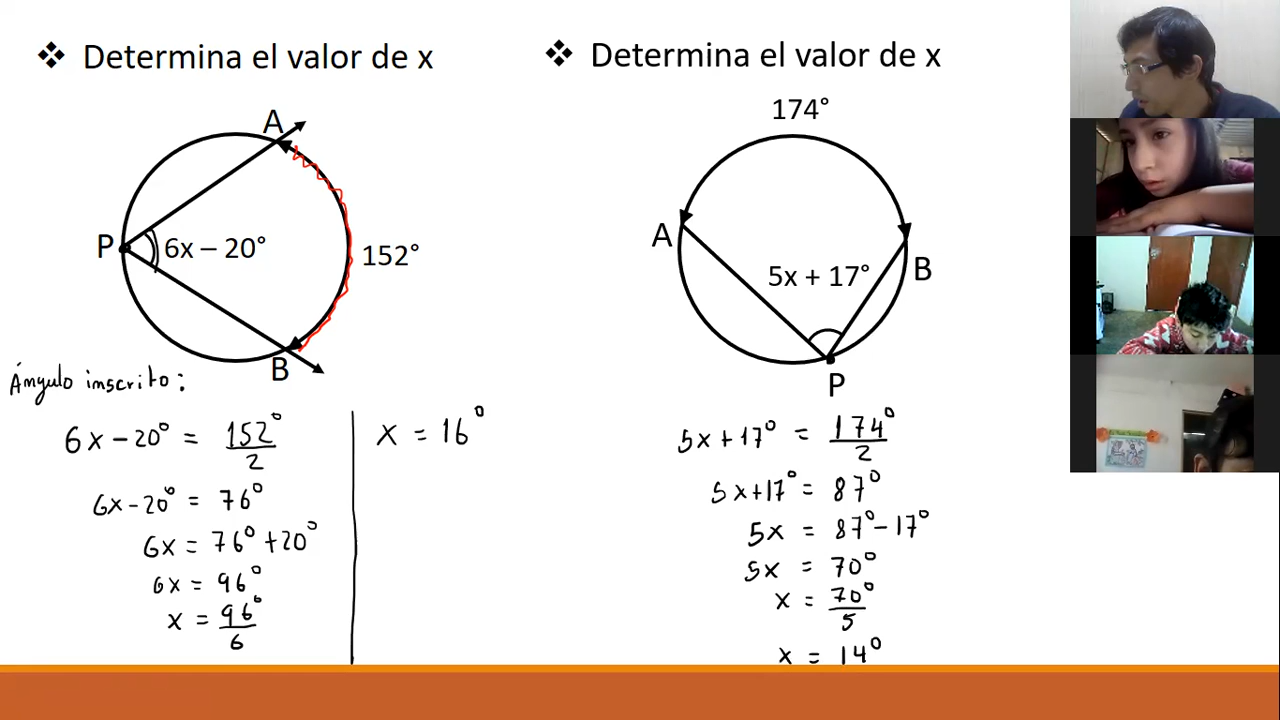 ❖ Determina el valor de x
A
P
6x – 20°
152°
B
Ángulo inscrito:
6x – 20° = 152°/2
6x – 20° = 76°
6x = 76° + 20°
6x = 96°
x = 96°/6
x = 16°
❖ Determina el valor de x
174°
A
5x + 17°
B
P
5x + 17° = 174°/2
5x + 17° = 87°
5x = 87° – 17°
5x = 70°
x = 70°/5
x = 14°